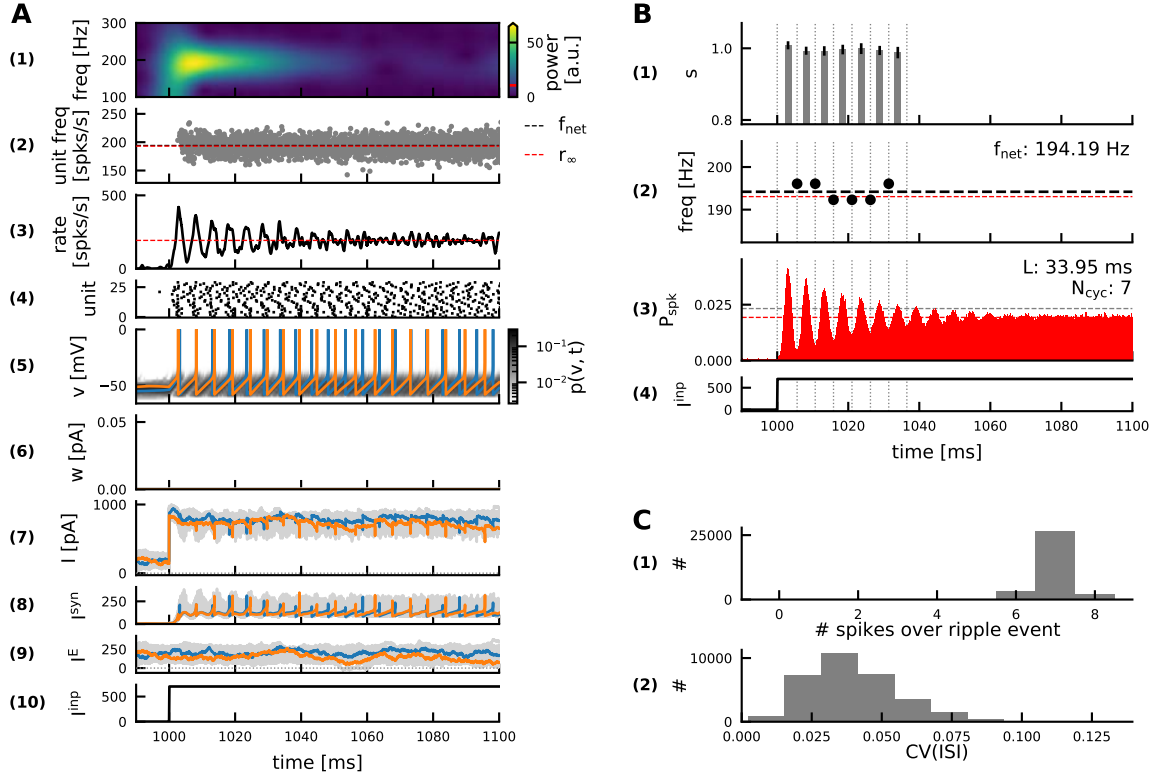 A
(1)
freq [Hz]
300
200
100
50
0
power
[a.u.]
(2)
unit freq
[spks/s]
250
150
f_net
r_∞
(3)
rate
[spks/s]
500
0
(4)
unit
25
0
(5)
v [mV]
0
−50
10⁻¹
10⁻²
p(v, t)
(6)
w [pA]
0.05
0.00
(7)
I [pA]
1000
0
(8)
I^syn
250
0
(9)
I^E
250
0
(10)
I^inp
500
0
1000 1020 1040 1060 1080 1100
time [ms]
B
(1)
s
1.0
0.8
(2)
freq [Hz]
200
190
f_net: 194.19 Hz
(3)
P_spk
0.025
0.000
L: 33.95 ms
N_cyc: 7
(4)
I^inp
500
0
1000 1020 1040 1060 1080 1100
time [ms]
C
(1)
#
25000
0
0 2 4 6 8
# spikes over ripple event
(2)
#
10000
0
0.000 0.025 0.050 0.075 0.100 0.125
CV(ISI)